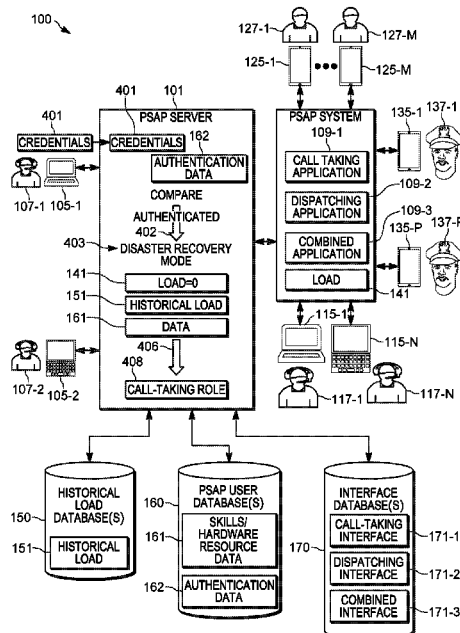 100
127-1
127-M
125-1
125-M
401
401
101
PSAP SERVER
CREDENTIALS
CREDENTIALS
162
AUTHENTICATION
DATA
107-1
105-1
COMPARE
AUTHENTICATED
402
403
DISASTER RECOVERY
MODE
141
LOAD=0
151
HISTORICAL LOAD
161
DATA
406
408
CALL-TAKING ROLE
107-2
105-2
PSAP SYSTEM
109-1
CALL TAKING
APPLICATION
109-2
DISPATCHING
APPLICATION
109-3
COMBINED
APPLICATION
LOAD
141
135-1
137-1
135-P
137-P
115-1
115-N
117-1
117-N
150
HISTORICAL
LOAD
DATABASE(S)
151
HISTORICAL
LOAD
160
PSAP USER
DATABASE(S)
161
SKILLS/
HARDWARE
RESOURCE
DATA
162
AUTHENTICATION
DATA
170
INTERFACE
DATABASE(S)
CALL-TAKING
INTERFACE
171-1
DISPATCHING
INTERFACE
171-2
COMBINED
INTERFACE
171-3